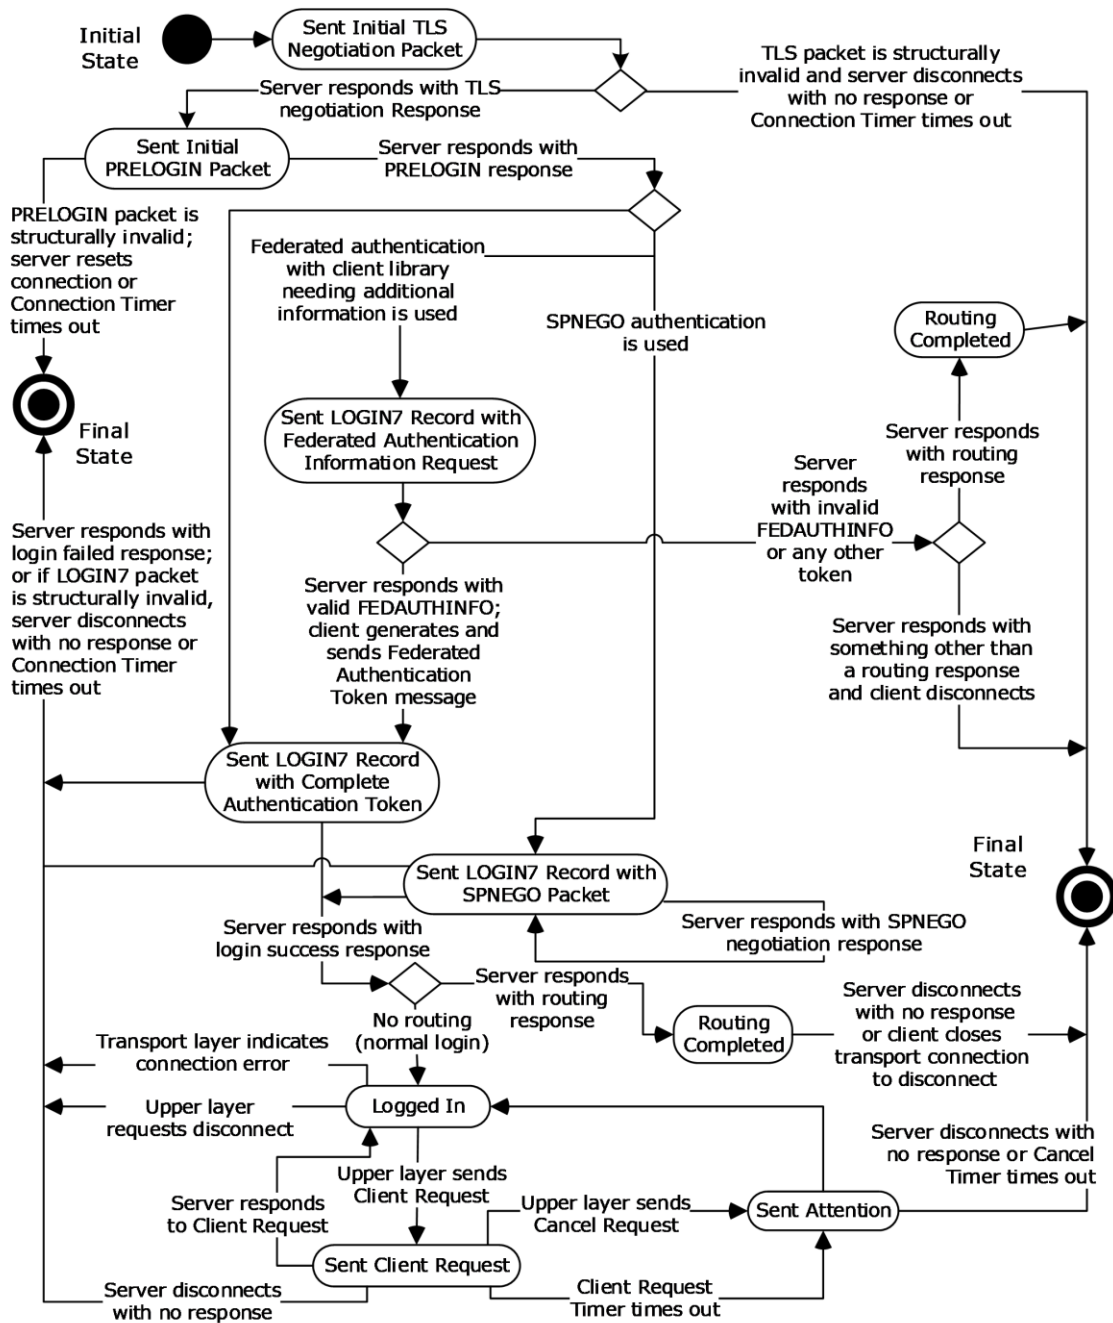 Initial
State
Sent Initial TLS
Negotiation Packet
TLS packet is structurally
invalid and server disconnects
with no response or
Connection Timer times out
Server responds with TLS
negotiation Response
Sent Initial
PRELOGIN Packet
Server responds with
PRELOGIN response
PRELOGIN packet is
structurally invalid;
server resets
connection or
Connection Timer
times out
Federated authentication
with client library
needing additional
information is used
SPNEGO authentication
is used
Routing
Completed
Final
State
Sent LOGIN7 Record with
Federated Authentication
Information Request
Server responds
with routing
response
Server
responds
with invalid
FEDAUTHINFO
or any other
token
Server responds with
login failed response;
or if LOGIN7 packet
is structurally invalid,
server disconnects
with no response or
Connection Timer
times out
Server responds with
valid FEDAUTHINFO;
client generates and
sends Federated
Authentication
Token message
Server responds with
something other than
a routing response
and client disconnects
Sent LOGIN7 Record
with Complete
Authentication Token
Final
State
Sent LOGIN7 Record with
SPNEGO Packet
Server responds with SPNEGO
negotiation response
Server responds with
login success response
Server responds
with routing
response
Routing
Completed
Server disconnects
with no response
or client closes
transport connection
to disconnect
No routing
(normal login)
Transport layer indicates
connection error
Logged In
Upper layer
requests disconnect
Server disconnects with
no response or Cancel
Timer times out
Upper layer sends
Client Request
Server responds
to Client Request
Upper layer sends
Cancel Request
Sent Attention
Sent Client Request
Server disconnects
with no response
Client Request
Timer times out